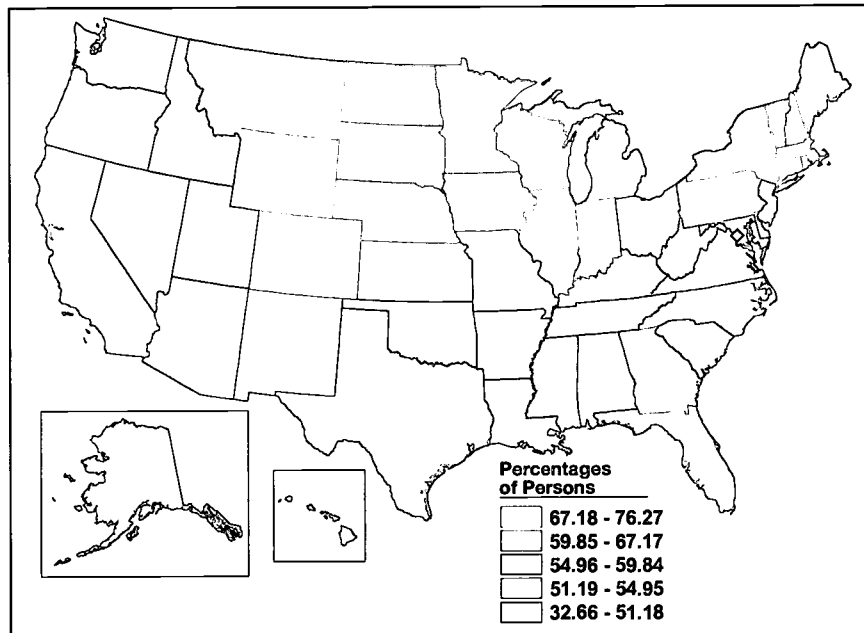 Percentages
of Persons
67.18 - 76.27
59.85 - 67.17
54.96 - 59.84
51.19 - 54.95
32.66 - 51.18